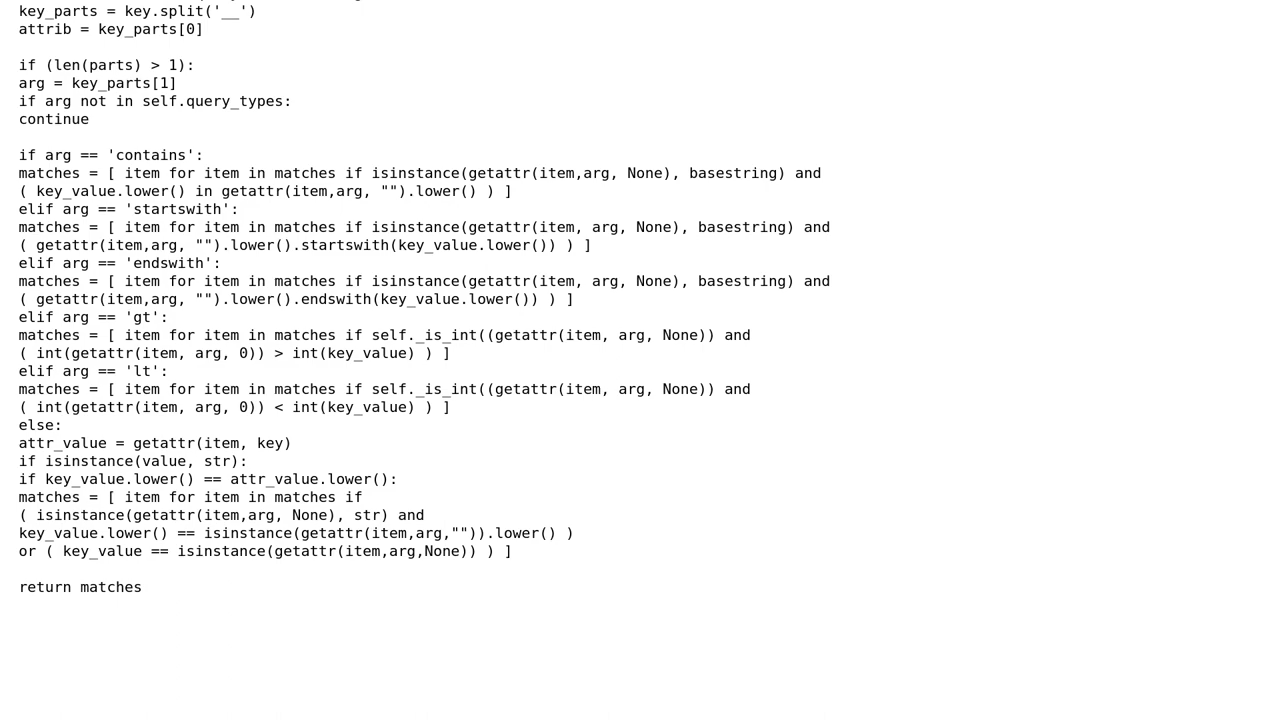 key_parts = key.split('__')
attrib = key_parts[0]

if (len(parts) > 1):
arg = key_parts[1]
if arg not in self.query_types:
continue

if arg == 'contains':
matches = [ item for item in matches if isinstance(getattr(item,arg, None), basestring) and
( key_value.lower() in getattr(item,arg, "").lower() ) ]
elif arg == 'startswith':
matches = [ item for item in matches if isinstance(getattr(item, arg, None), basestring) and
( getattr(item,arg, "").lower().startswith(key_value.lower()) ) ]
elif arg == 'endswith':
matches = [ item for item in matches if isinstance(getattr(item, arg, None), basestring) and
( getattr(item,arg, "").lower().endswith(key_value.lower()) ) ]
elif arg == 'gt':
matches = [ item for item in matches if self._is_int((getattr(item, arg, None)) and
( int(getattr(item, arg, 0)) > int(key_value) ) ]
elif arg == 'lt':
matches = [ item for item in matches if self._is_int((getattr(item, arg, None)) and
( int(getattr(item, arg, 0)) < int(key_value) ) ]
else:
attr_value = getattr(item, key)
if isinstance(value, str):
if key_value.lower() == attr_value.lower():
matches = [ item for item in matches if
( isinstance(getattr(item,arg, None), str) and
key_value.lower() == isinstance(getattr(item,arg,"")).lower() )
or ( key_value == isinstance(getattr(item,arg,None)) ) ]

return matches